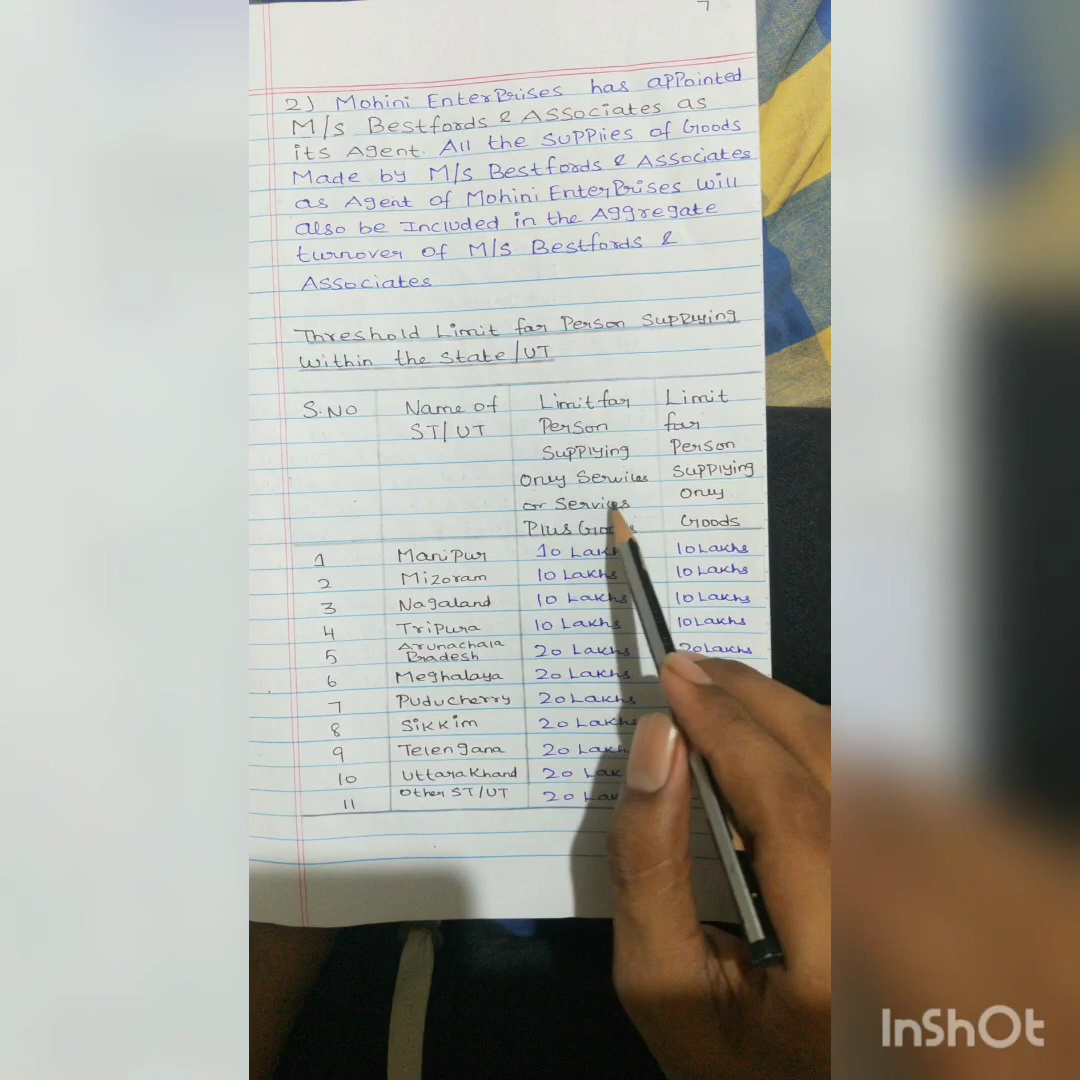 7
2) Mohini EnterPrises has appointed
M/s Bestfords & Associates as
its Agent. All the supplies of Goods
Made by M/s Bestfords & Associates
as Agent of Mohini EnterPrises will
also be Included in the Aggregate
turnover of M/s Bestfords &
Associates
Threshold Limit for Person Supplying
within the State/UT
S.NO Name of ST/UT Limit for Person Supplying Only Services or Services Plus Goods Limit for Person Supplying Only Goods
1 Manipur 10 Lakhs 10 Lakhs
2 Mizoram 10 Lakhs 10 Lakhs
3 Nagaland 10 Lakhs 10 Lakhs
4 Tripura 10 Lakhs 10 Lakhs
5 Arunachala Pradesh 20 Lakhs 20 Lakhs
6 Meghalaya 20 Lakhs
7 Puducherry 20 Lakhs
8 Sikkim 20 Lakhs
9 Telengana 20 Lakh
10 Uttarakhand 20 Lak
11 Other ST/UT 20 Lak
InShOt